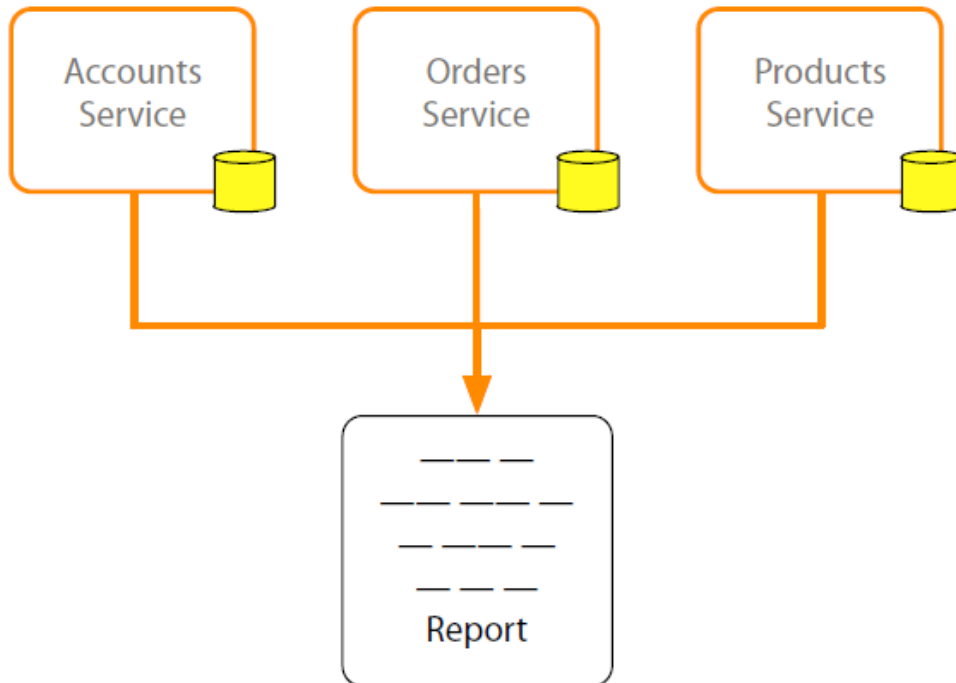 Accounts
Service
Orders
Service
Products
Service
Report